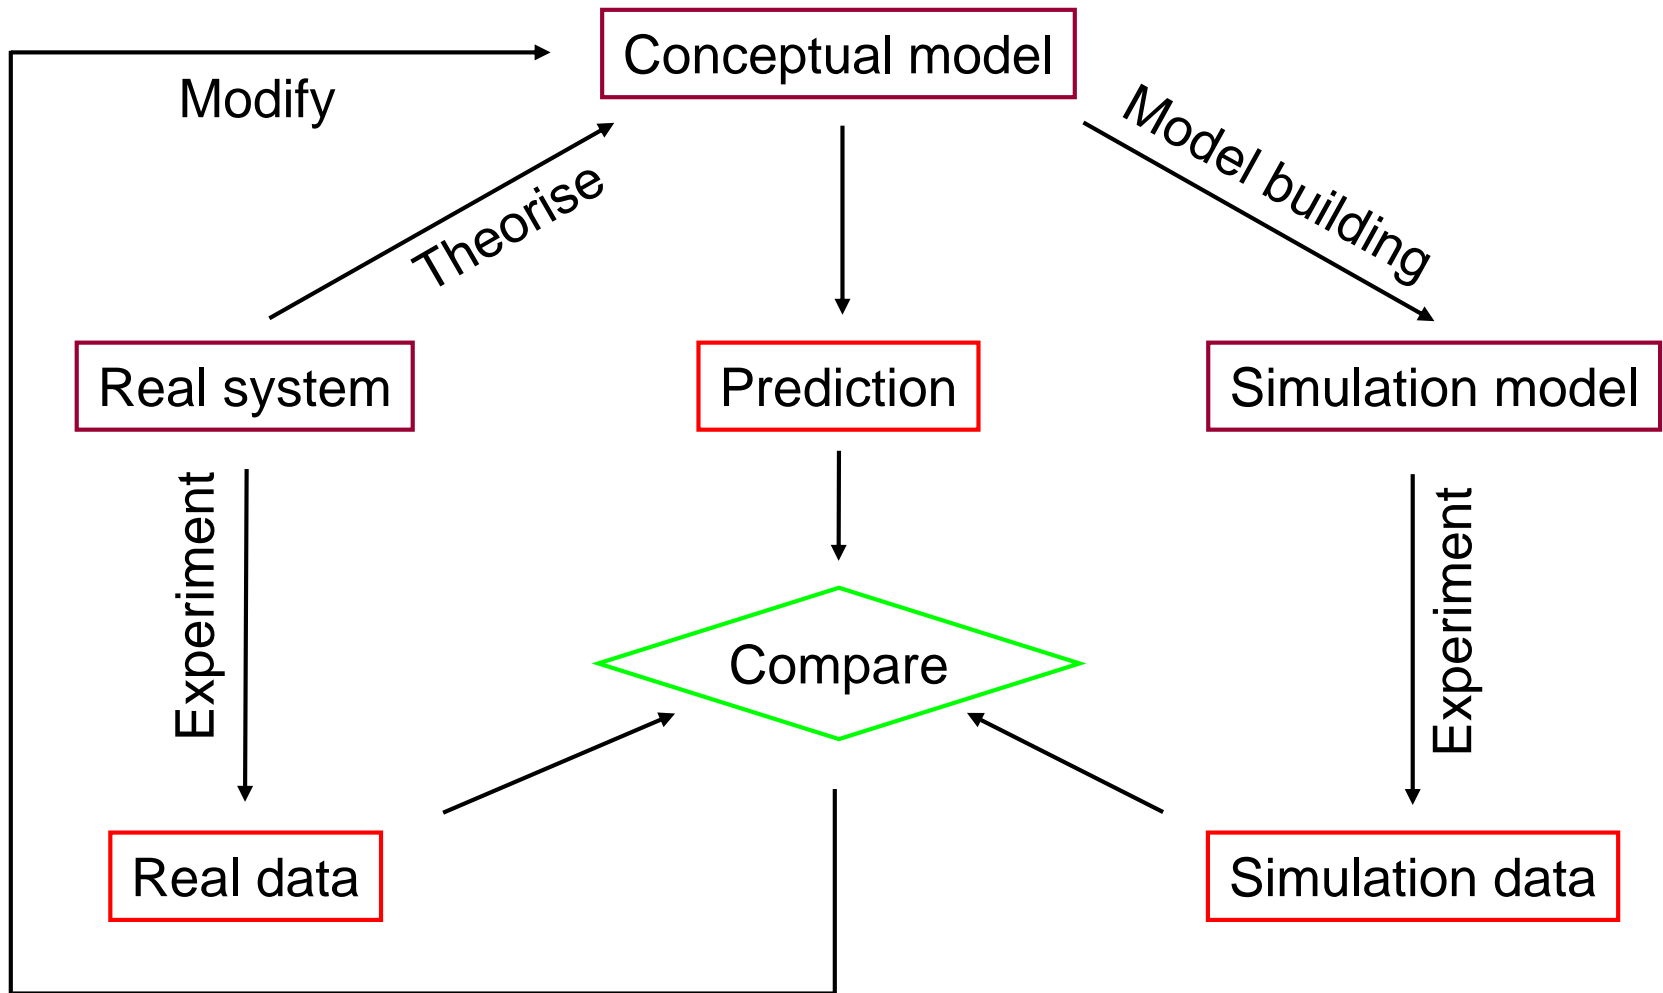 Conceptual model
Modify
Model building
Theorise
Real system
Prediction
Simulation model
Experiment
Experiment
Compare
Real data
Simulation data